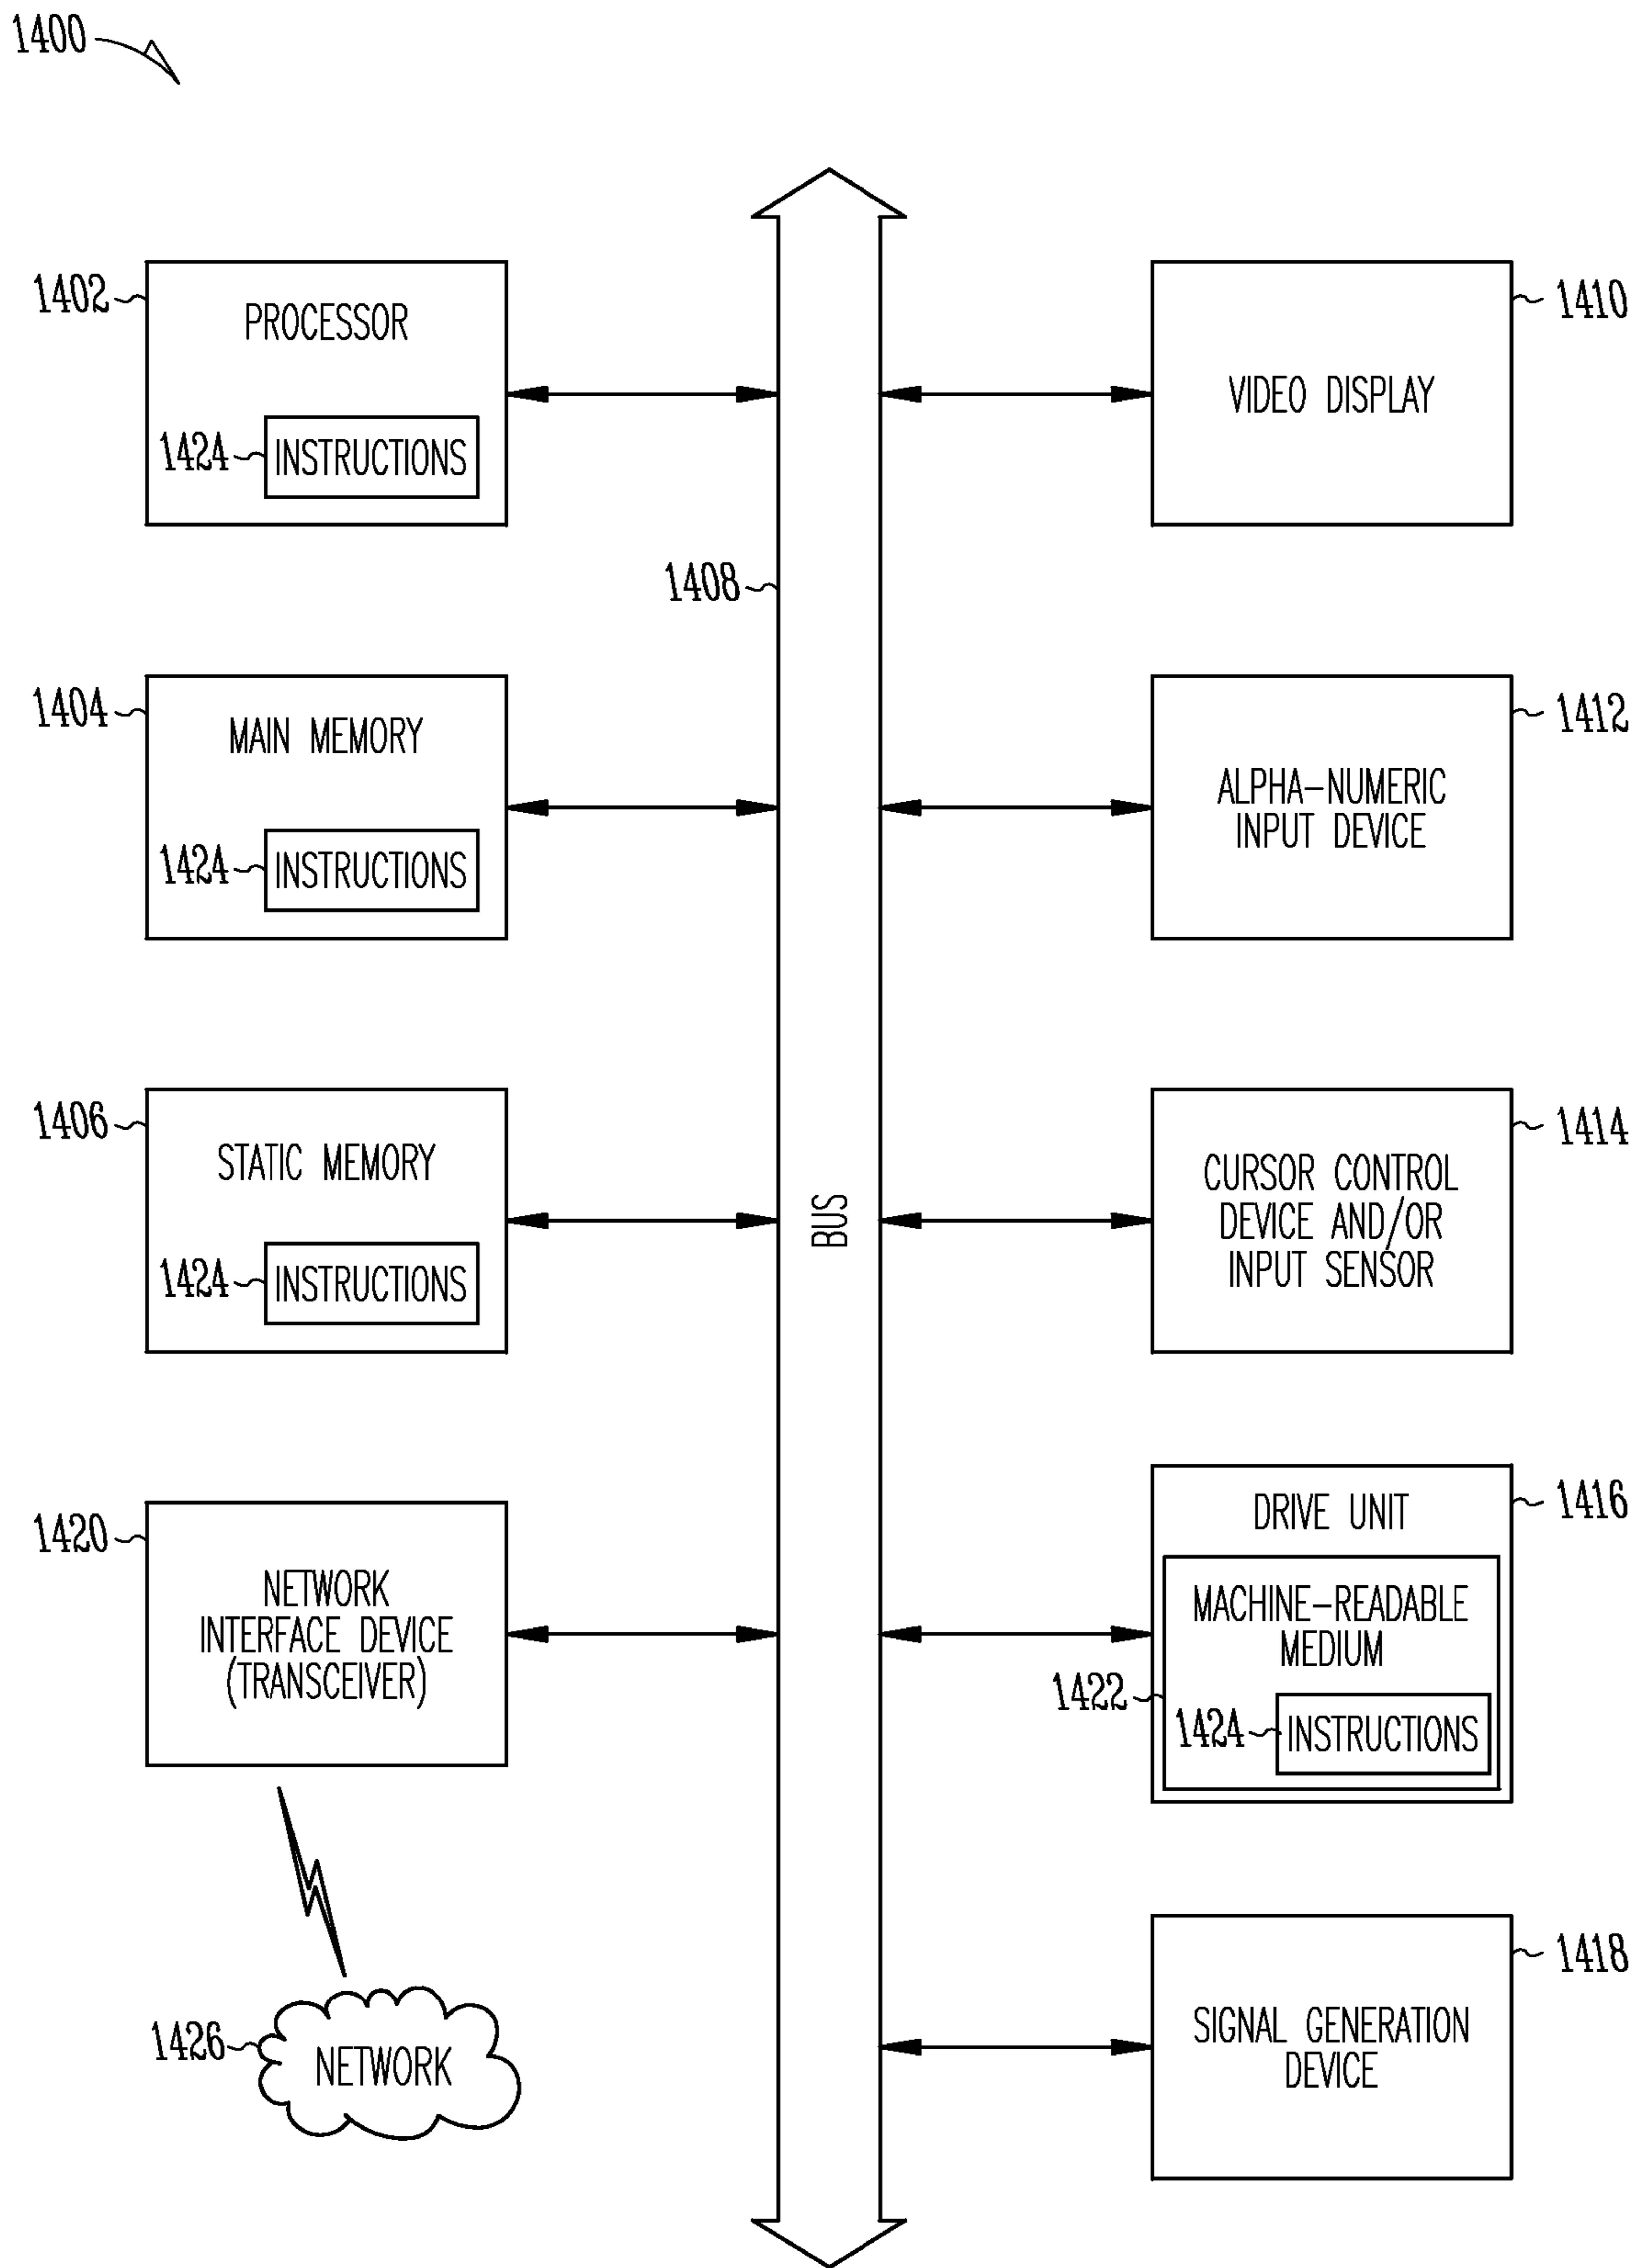 1400
1402
PROCESSOR
1424
INSTRUCTIONS
1404
MAIN MEMORY
1424
INSTRUCTIONS
1406
STATIC MEMORY
1424
INSTRUCTIONS
1420
NETWORK
INTERFACE DEVICE
(TRANSCEIVER)
1426
NETWORK
1408
BUS
1410
VIDEO DISPLAY
1412
ALPHA-NUMERIC
INPUT DEVICE
1414
CURSOR CONTROL
DEVICE AND/OR
INPUT SENSOR
1416
DRIVE UNIT
MACHINE-READABLE
MEDIUM
1422
1424
INSTRUCTIONS
1418
SIGNAL GENERATION
DEVICE